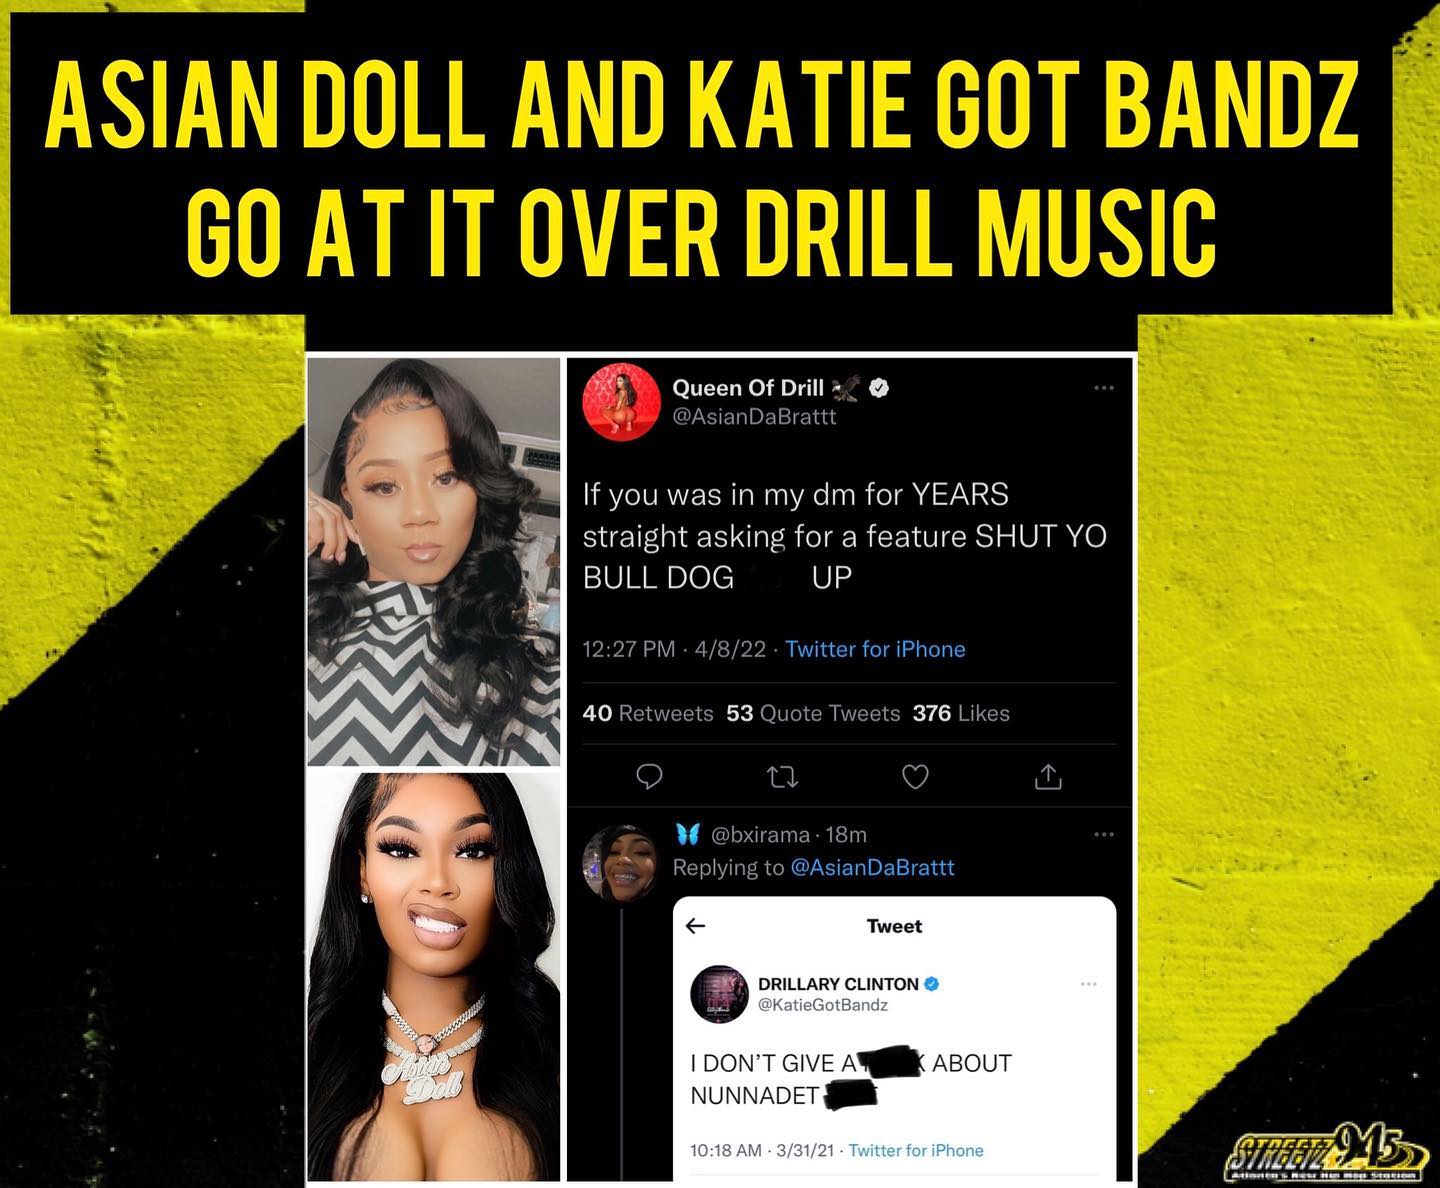 ASIAN DOLL AND KATIE GOT BANDZ
GO AT IT OVER DRILL MUSIC
Queen Of Drill
@AsianDaBrattt
If you was in my dm for YEARS
straight asking for a feature SHUT YO
BULL DOG UP
12:27 PM · 4/8/22 · Twitter for iPhone
40 Retweets 53 Quote Tweets 376 Likes
@bxirama · 18m
Replying to @AsianDaBrattt
Tweet
DRILLARY CLINTON
@KatieGotBandz
I DON'T GIVE A ABOUT
NUNNADET
10:18 AM · 3/31/21 · Twitter for iPhone
Asian
Doll
STREETZ 94.5
Atlanta's New Hip Hop Station